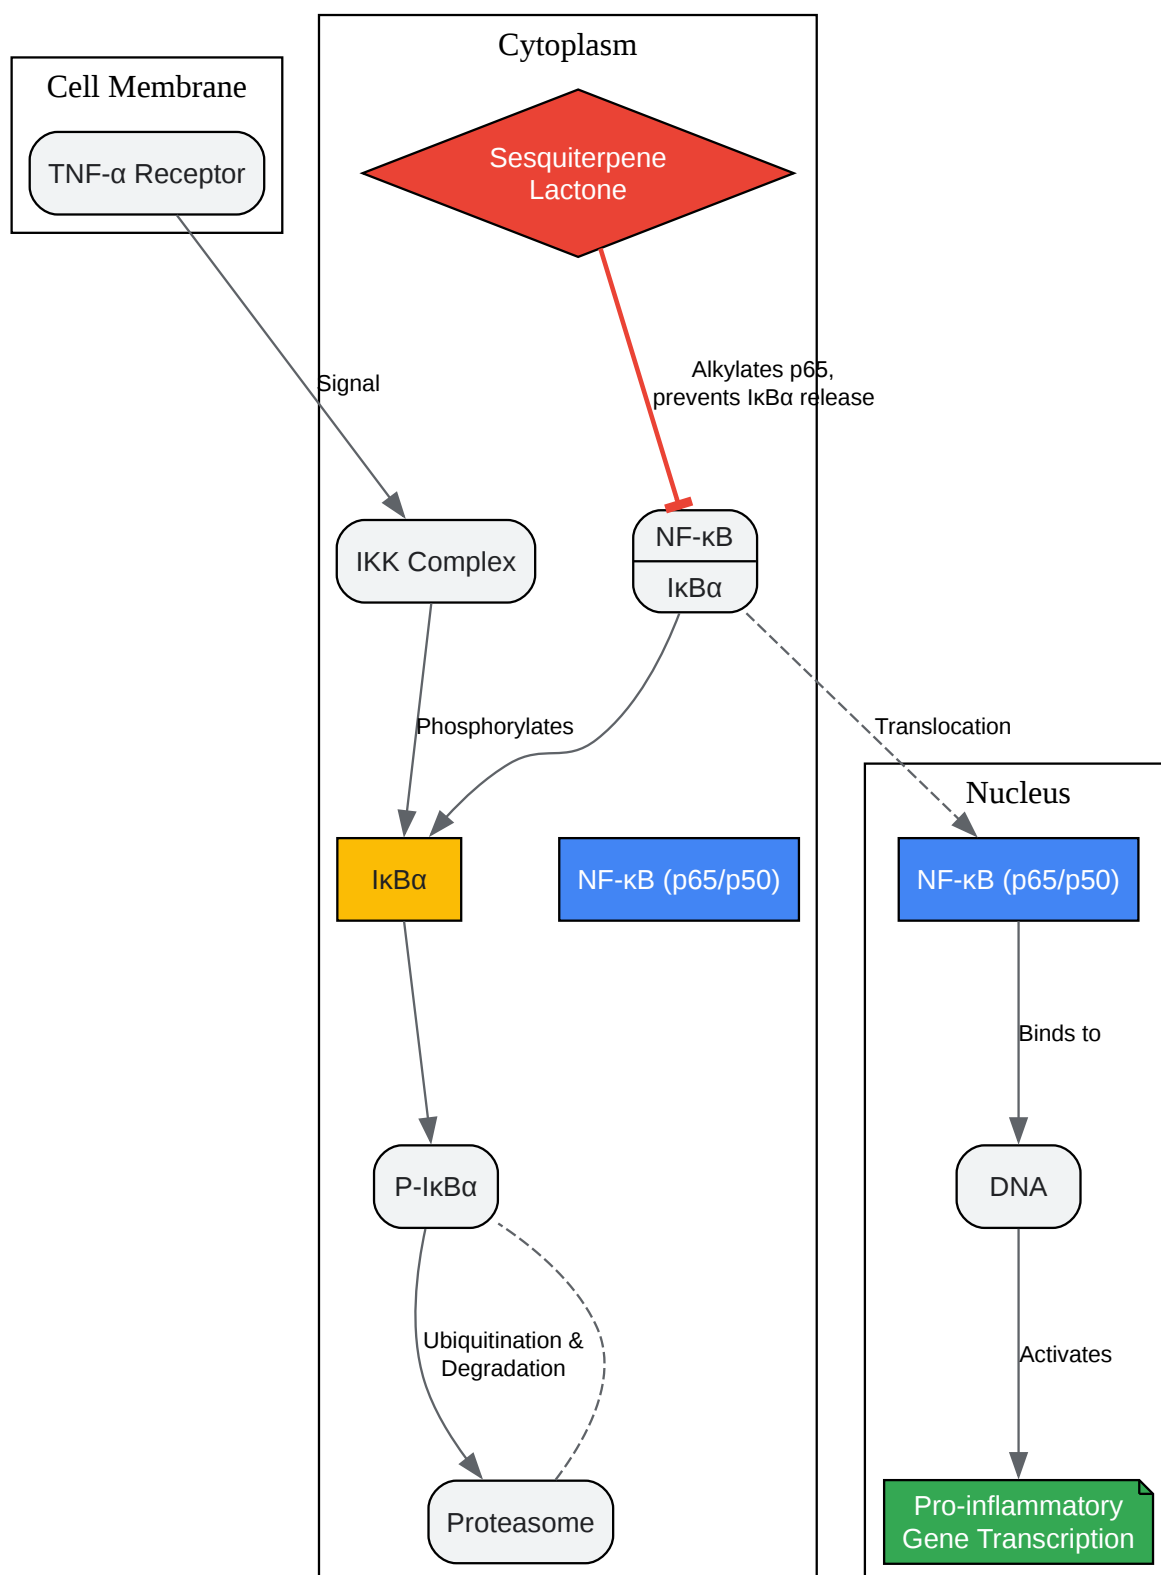 Cytoplasm
Cell Membrane
Sesquiterpene
Lactone
TNF-α Receptor
Alkylates p65,
prevents IκBα release
Signal
NF-κB
IKK Complex
IκBα
Phosphorylates
Translocation
Nucleus
IκBα
NF-κB (p65/p50)
NF-κB (p65/p50)
Binds to
P-IκBα
DNA
Ubiquitination &
Degradation
Activates
Proteasome
Pro-inflammatory
Gene Transcription